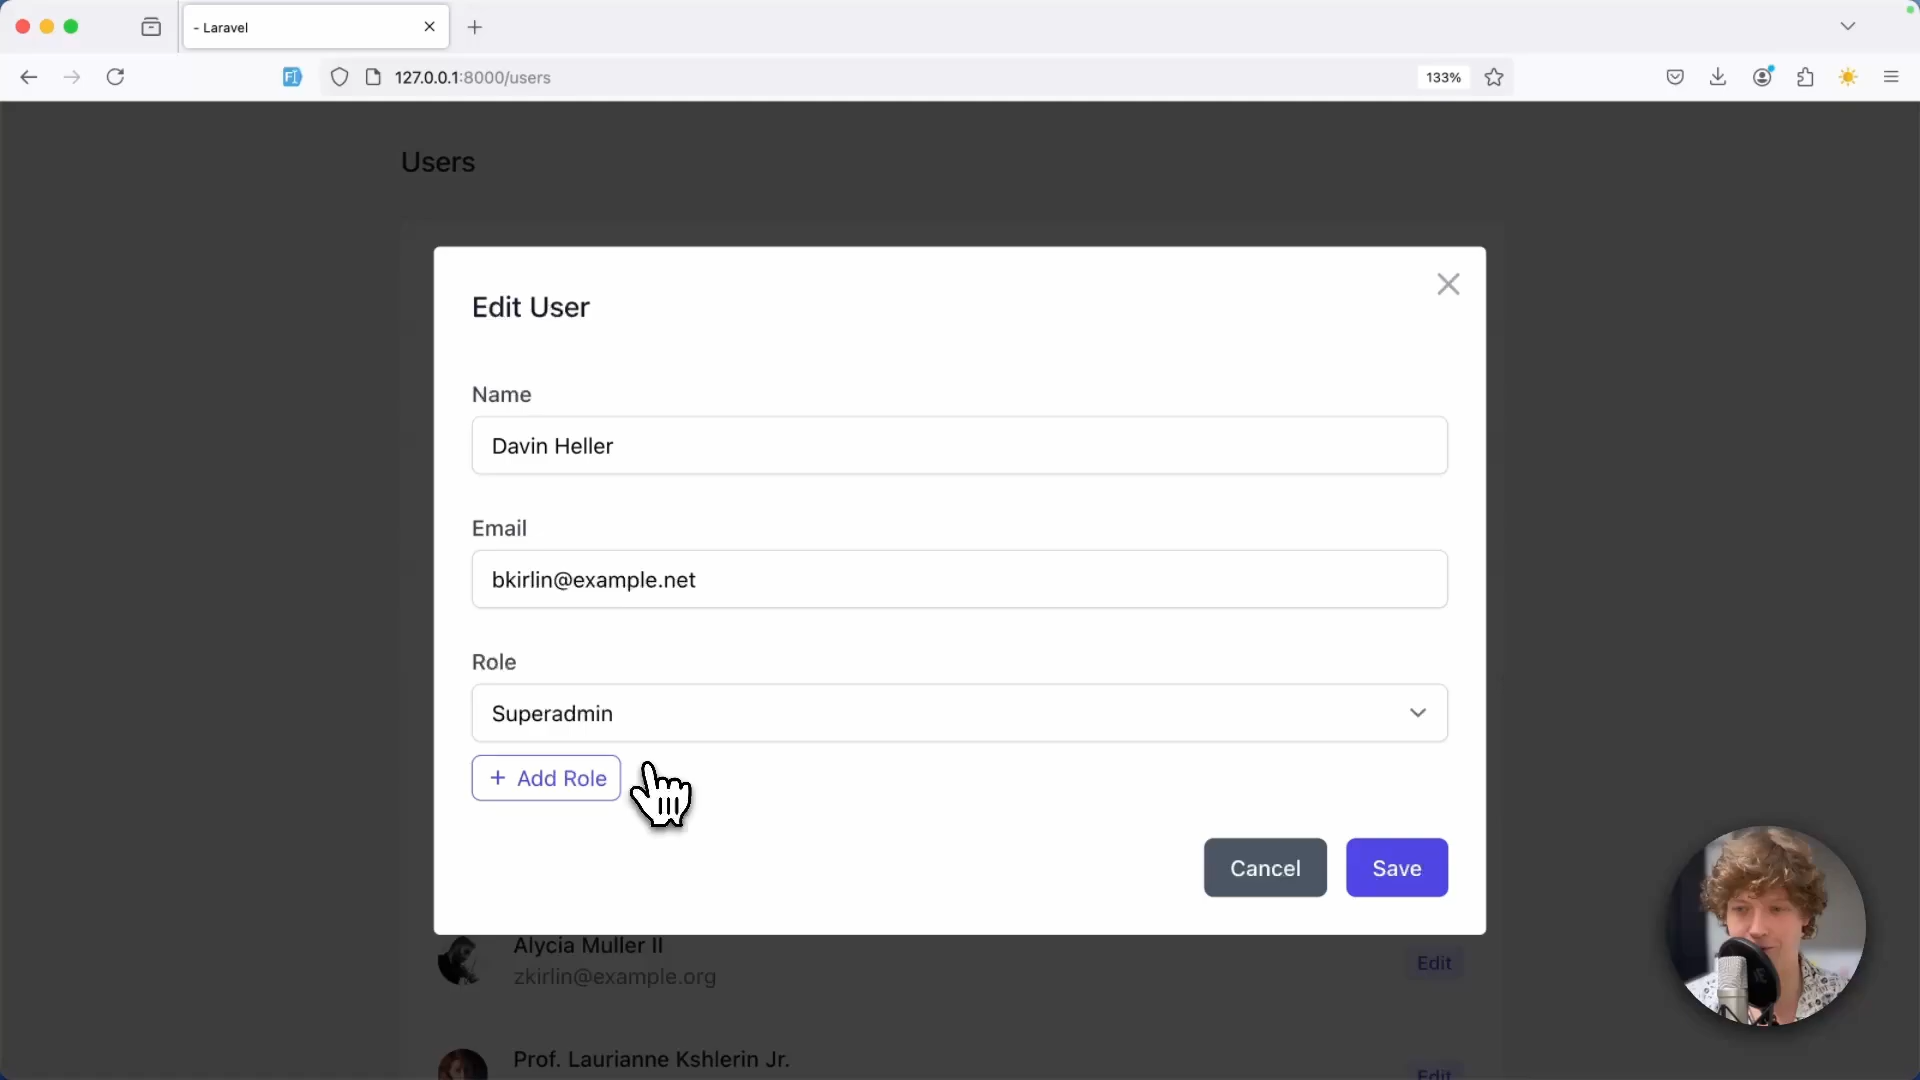 - Laravel
127.0.0.1:8000/users
133%
Users
Edit User
Name
Davin Heller
Email
bkirlin@example.net
Role
Superadmin
+ Add Role
Cancel
Save
Alycia Muller II
zkirlin@example.org
Edit
Prof. Laurianne Kshlerin Jr.
Edit